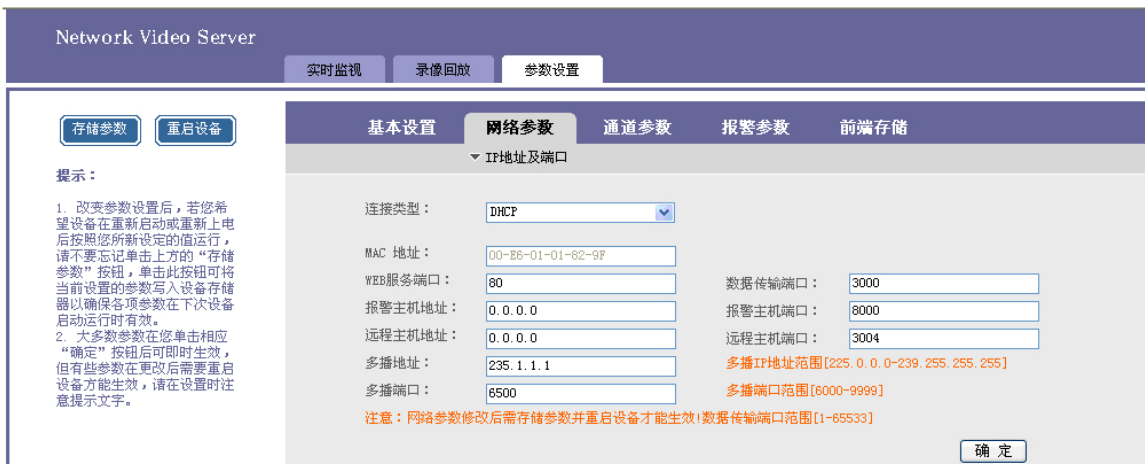 Network Video Server
实时监视 录像回放 参数设置
存储参数 重启设备
提示：
1. 改变参数设置后，若您希
望设备在重新启动或重新上电
后按照您所新设定的值运行，
请不要忘记单击上方的“存储
参数”按钮，单击此按钮可将
当前设置的参数写入设备存储
器以确保各项参数在下次设备
启动运行时有效。
2. 大多数参数在您单击相应
“确定”按钮后可即时生效，
但有些参数在更改后需要重启
设备方能生效，请在设置时注
意提示文字。
基本设置 网络参数 通道参数 报警参数 前端存储
IP地址及端口
连接类型： DHCP
MAC 地址： 00-E6-01-01-82-9F
WEB服务端口： 80 数据传输端口： 3000
报警主机地址： 0.0.0.0 报警主机端口： 8000
远程主机地址： 0.0.0.0 远程主机端口： 3004
多播地址： 235.1.1.1 多播IP地址范围[225.0.0.0-239.255.255.255]
多播端口： 6500 多播端口范围[6000-9999]
注意：网络参数修改后需存储参数并重启设备才能生效!数据传输端口范围[1-65533]
确 定